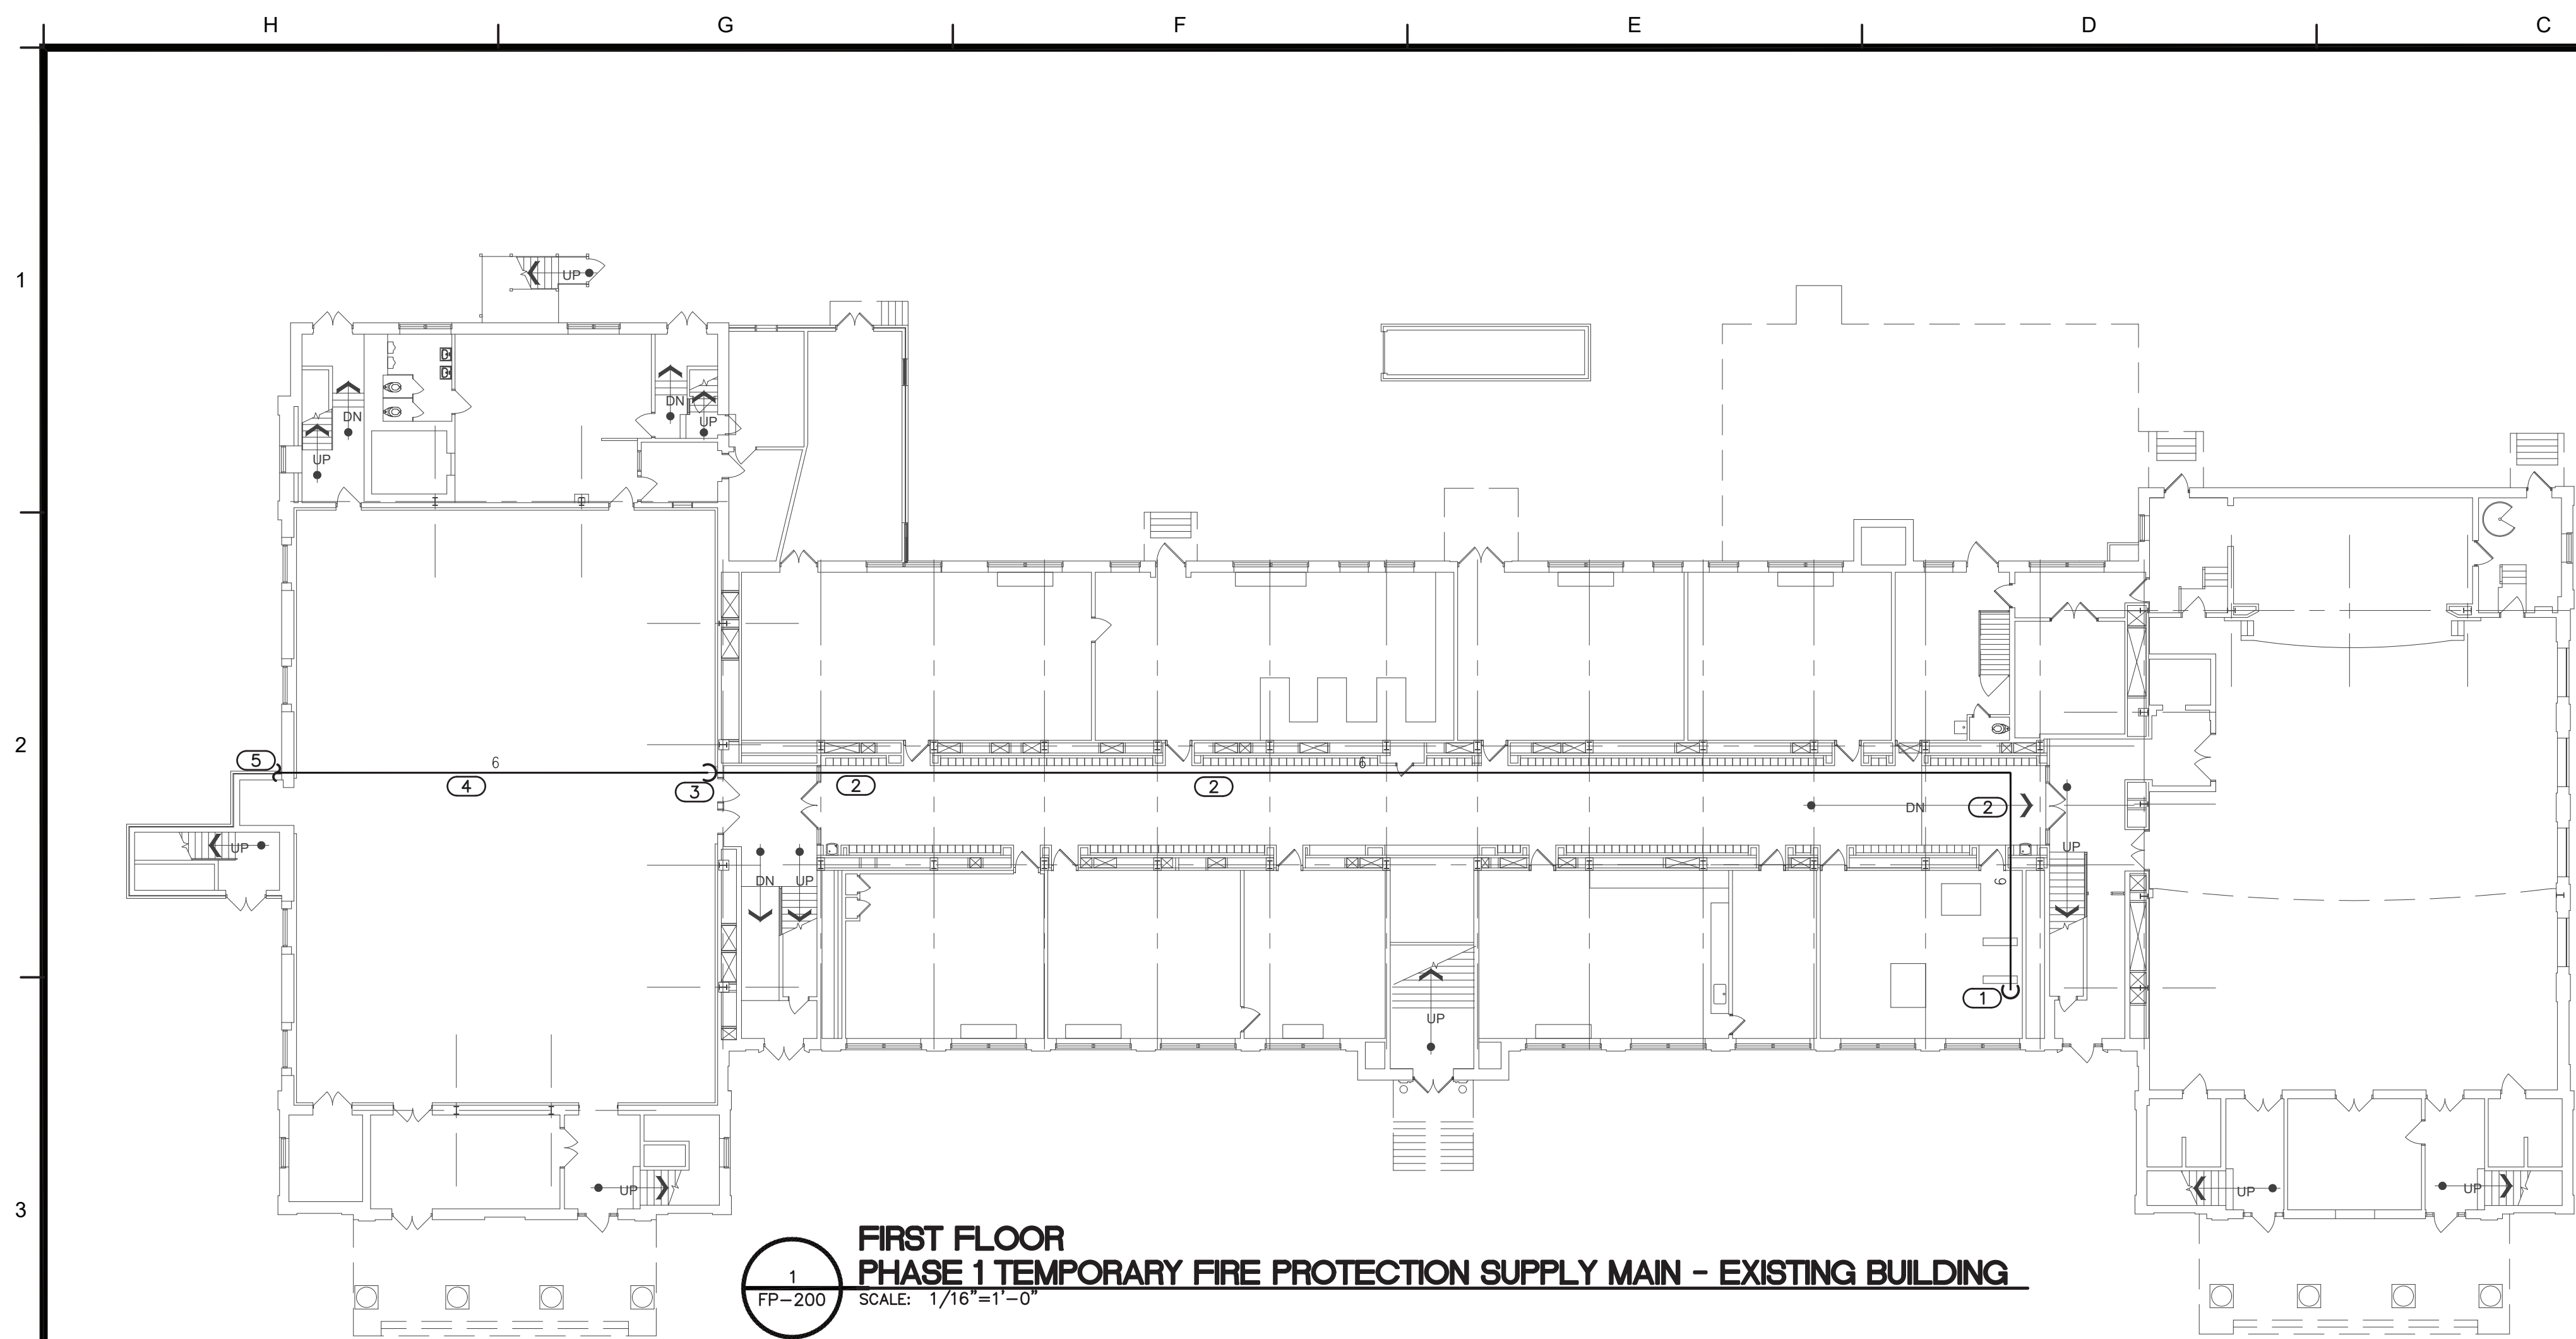 H G F E D C
1
UP
DN
DN
UP
UP
2
5
6
6
4
3
2
2
DN
2
UP
UP
DN
UP
6
1
UP
UP
UP
UP
3
FIRST FLOOR
PHASE 1 TEMPORARY FIRE PROTECTION SUPPLY MAIN - EXISTING BUILDING
1
FP-200
SCALE: 1/16"=1'-0"